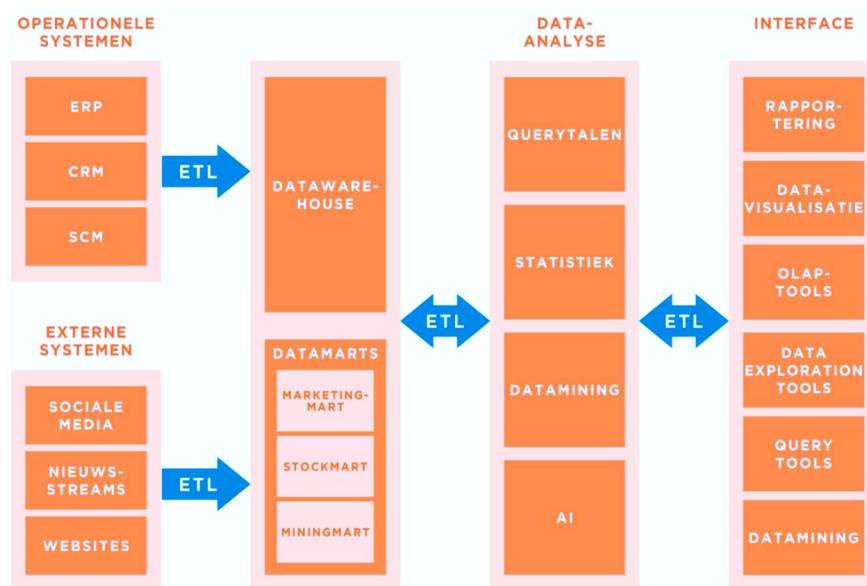 OPERATIONELE
SYSTEMEN
ERP
CRM
SCM
ETL
EXTERNE
SYSTEMEN
SOCIALE
MEDIA
NIEUWS-
STREAMS
WEBSITES
ETL
DATAWARE-
HOUSE
DATAMARTS
MARKETING-
MART
STOCKMART
MININGMART
ETL
DATA-
ANALYSE
QUERYTALEN
STATISTIEK
DATAMINING
AI
ETL
INTERFACE
RAPPOR-
TERING
DATA-
VISUALISATIE
OLAP-
TOOLS
DATA
EXPLORATION
TOOLS
QUERY
TOOLS
DATAMINING